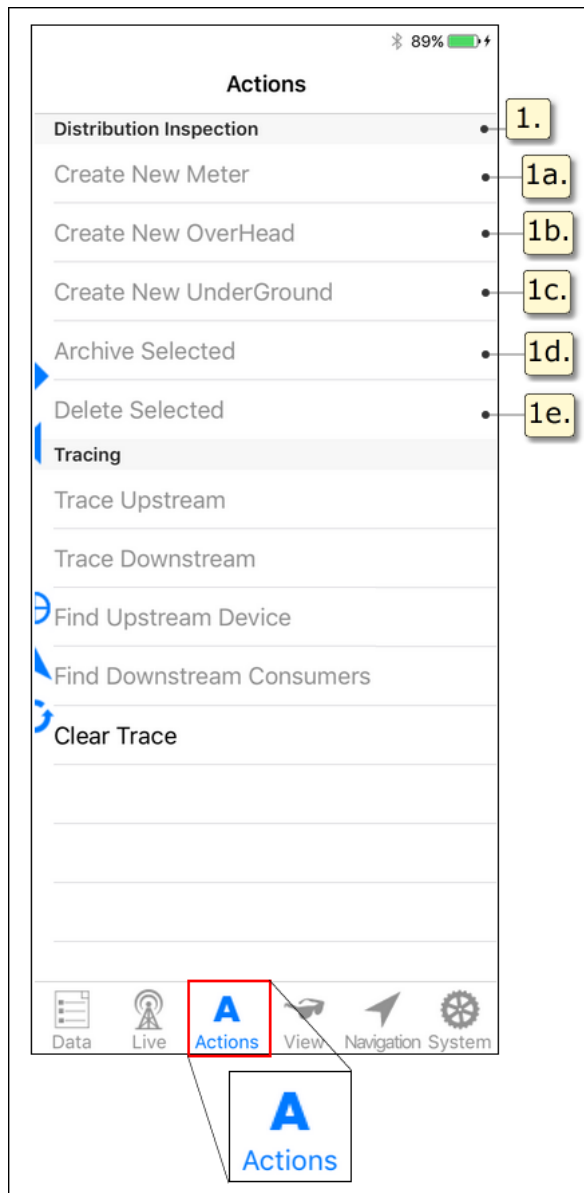 89%
Actions
Distribution Inspection
1.
Create New Meter
1a.
Create New OverHead
1b.
Create New UnderGround
1c.
Archive Selected
1d.
Delete Selected
1e.
Tracing
Trace Upstream
Trace Downstream
Find Upstream Device
Find Downstream Consumers
Clear Trace
A
Data Live Actions View Navigation System
A
Actions